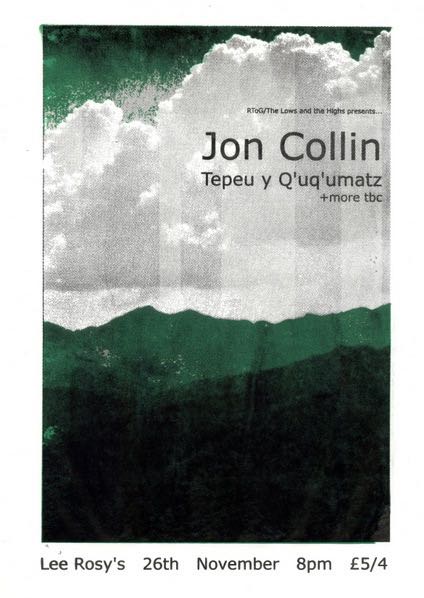 RToG/The Lows and the Highs presents...
Jon Collin
Tepeu y Q'uq'umatz
+more tbc
Lee Rosy's 26th November 8pm £5/4